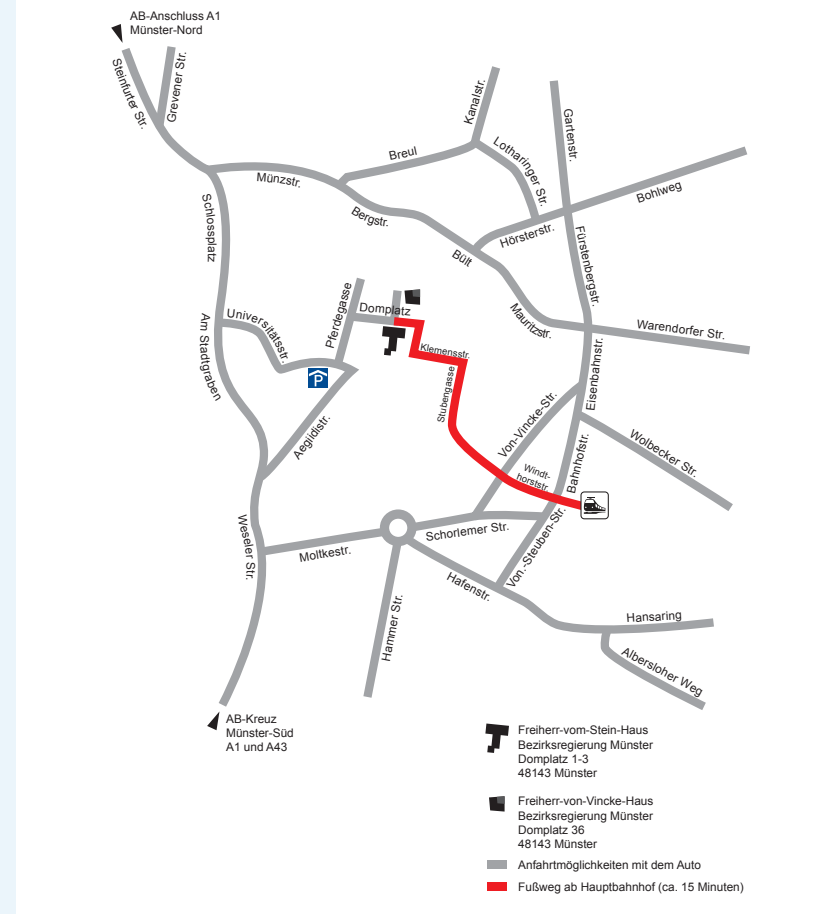 AB-Anschluss A1
Münster-Nord
Steinfurter Str.
Grevener Str.
Kanalstr.
Gartenstr.
Lotharinger Str.
Breul
Münzstr.
Bohlweg
Schlossplatz
Bergstr.
Hörsterstr.
Fürstenbergstr.
Bült
Pferdegasse
Domplatz
Mauritzstr.
Warendorfer Str.
Universitätsstr.
Am Stadtgraben
Klemensstr.
Eisenbahnstr.
P
Stubengasse
Von-Vincke-Str.
Aegidistr.
Wolbecker Str.
Bahnhofstr.
Windt-
horststr.
Weseler Str.
Schorlemer Str.
Von.-Steuben-Str.
Moltkestr.
Hafenstr.
Hammer Str.
Hansaring
Albersloher Weg
AB-Kreuz
Münster-Süd
A1 und A43
Freiherr-vom-Stein-Haus
Bezirksregierung Münster
Domplatz 1-3
48143 Münster
Freiherr-von-Vincke-Haus
Bezirksregierung Münster
Domplatz 36
48143 Münster
Anfahrtmöglichkeiten mit dem Auto
Fußweg ab Hauptbahnhof (ca. 15 Minuten)